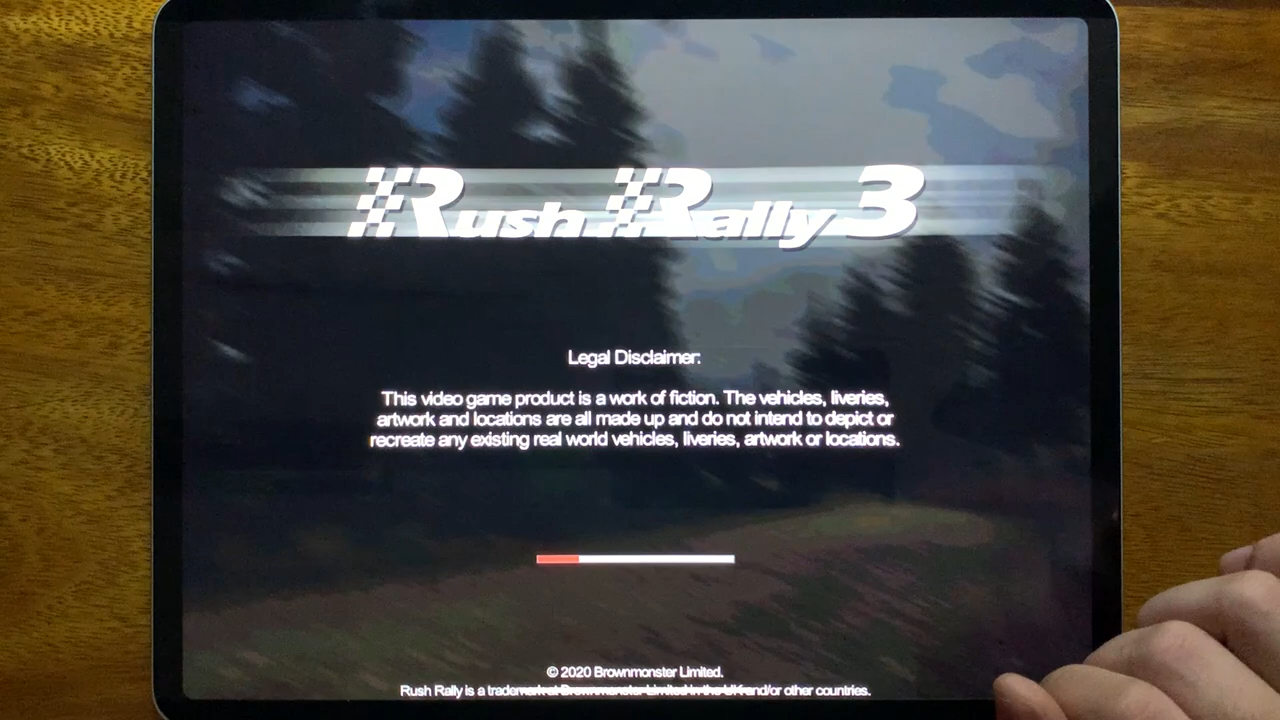 Rush Rally 3
Legal Disclaimer:
This video game product is a work of fiction. The vehicles, liveries,
artwork and locations are all made up and do not intend to depict or
recreate any existing real world vehicles, liveries, artwork or locations.
© 2020 Brownmonster Limited.
Rush Rally is a trademark of Brownmonster Limited in the UK and/or other countries.